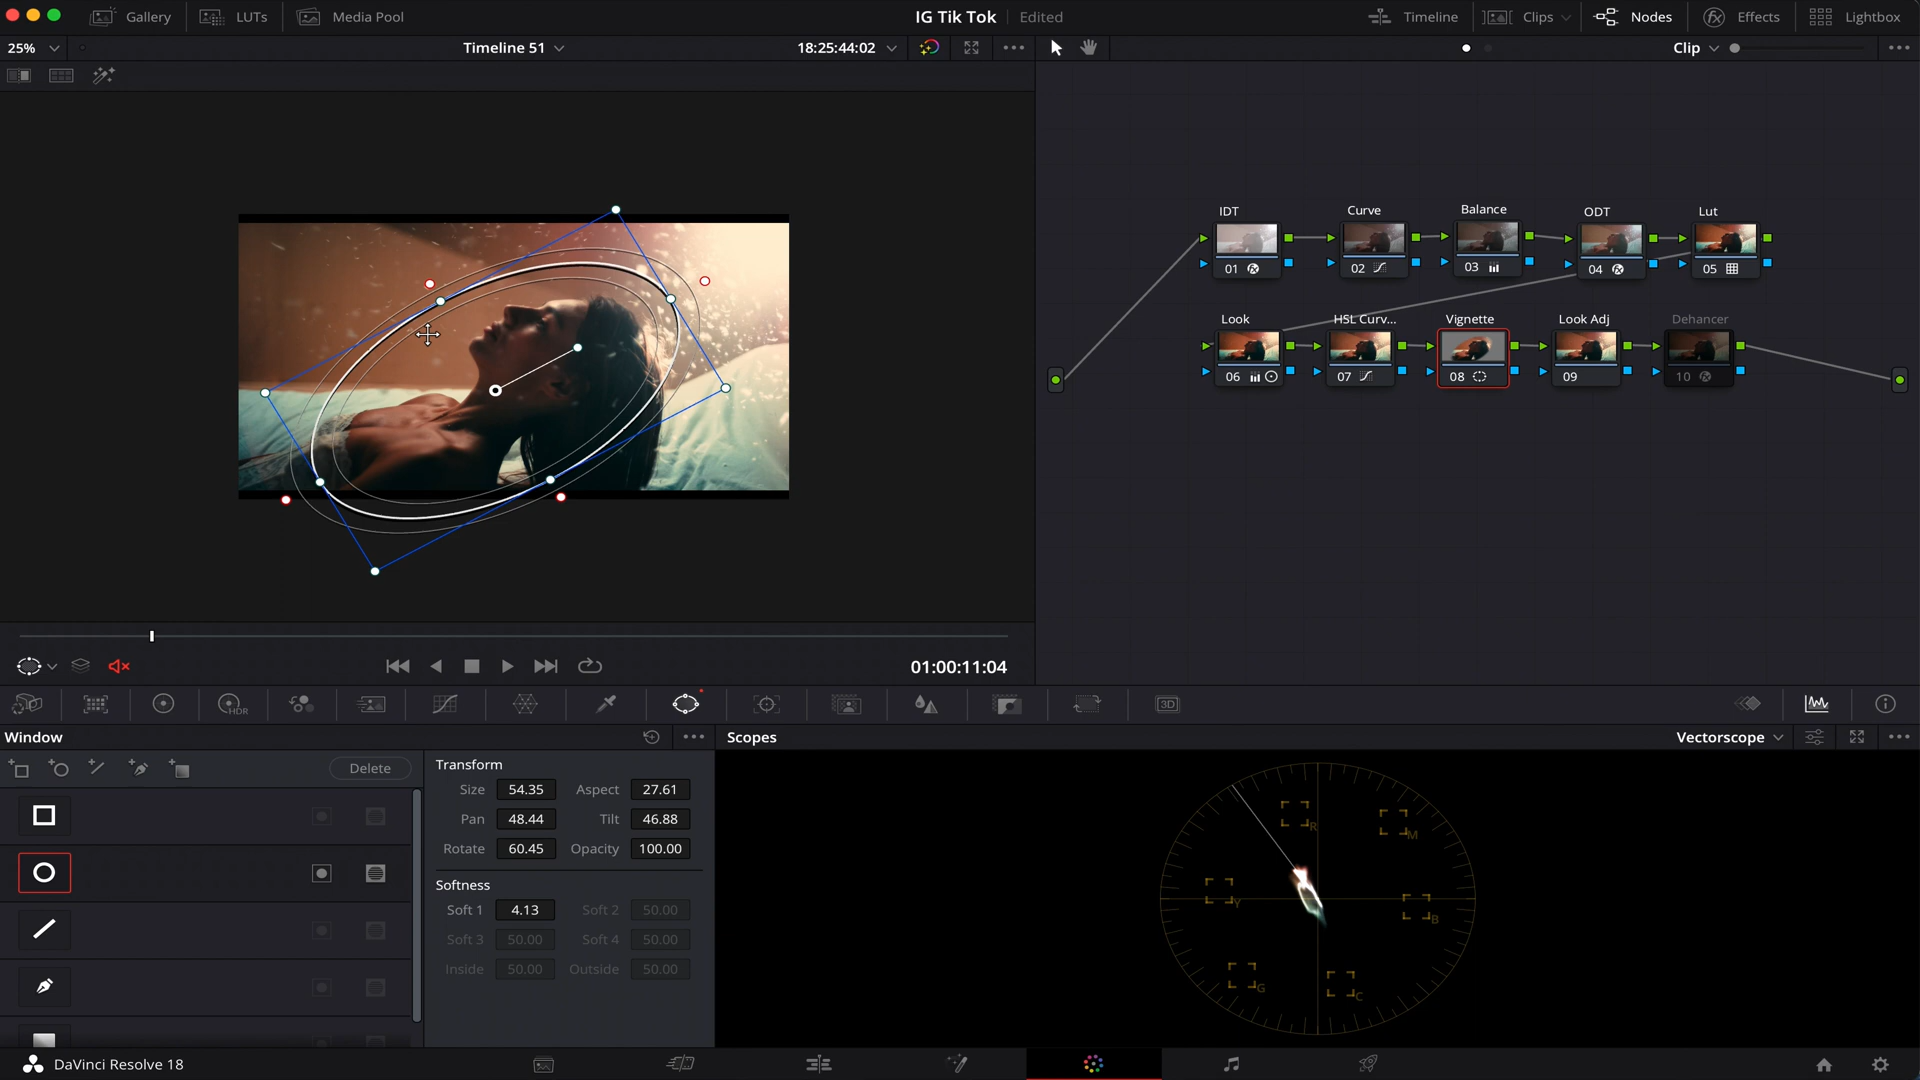 Gallery LUTs Media Pool IG Tik Tok Edited Timeline Clips Nodes Effects Lightbox
25% Timeline 51 18:25:44:02 Clip
IDT Curve Balance ODT Lut
01 02 03 04 05
Look HSL Curv... Vignette Look Adj Dehancer
06 07 08 09 10
01:00:11:04
HDR 3D
Window Scopes Vectorscope
Delete
Transform
Size 54.35 Aspect 27.61
Pan 48.44 Tilt 46.88
Rotate 60.45 Opacity 100.00
Softness
Soft 1 4.13 Soft 2 50.00
Soft 3 50.00 Soft 4 50.00
Inside 50.00 Outside 50.00
R M
Y B
G C
DaVinci Resolve 18